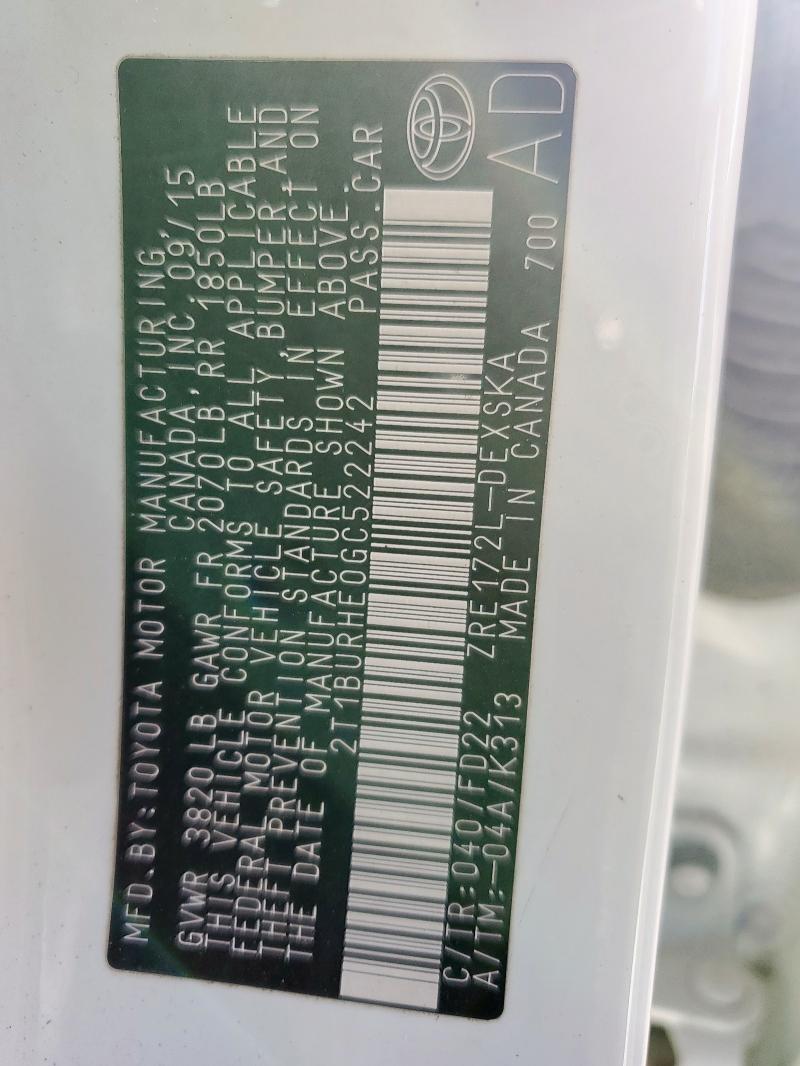 MFD.BY:TOYOTA MOTOR MANUFACTURING,
CANADA, INC. 09/15
GVWR 3820 LB GAWR FR 2070LB, RR 1850LB
THIS VEHICLE CONFORMS TO ALL APPLICABLE
FEDERAL MOTOR VEHICLE SAFETY, BUMPER, AND
THEFT PREVENTION STANDARDS IN EFFECT ON
THE DATE OF MANUFACTURE SHOWN ABOVE.
2T1BURHE0GC522242 PASS.CAR
C/TR:040/FD22 ZRE172L-DEXSKA
A/TM:-04A/K313 MADE IN CANADA 700 AD